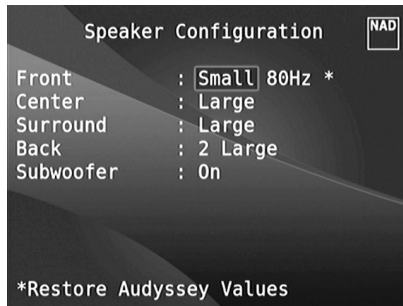 Speaker Configuration
NAD
Front : Small 80Hz *
Center : Large
Surround : Large
Back : 2 Large
Subwoofer : On
*Restore Audyssey Values